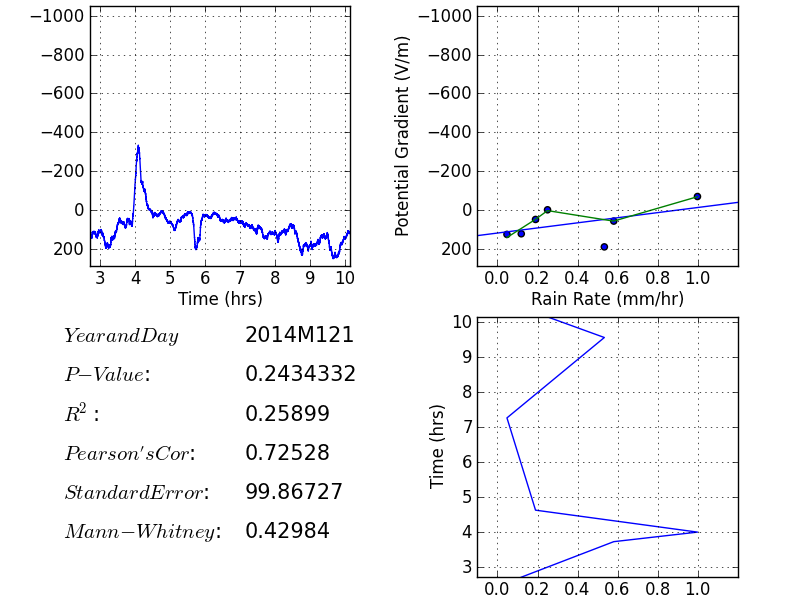 −1000
−800
−600
−400
−200
0
200
3 4 5 6 7 8 9 10
Time (hrs)
Potential Gradient (V/m)
−1000
−800
−600
−400
−200
0
200
0.0 0.2 0.4 0.6 0.8 1.0
Rain Rate (mm/hr)
YearandDay 2014M121
P−Value: 0.2434332
R²: 0.25899
Pearson'sCor: 0.72528
StandardError: 99.86727
Mann−Whitney: 0.42984
Time (hrs)
10
9
8
7
6
5
4
3
0.0 0.2 0.4 0.6 0.8 1.0